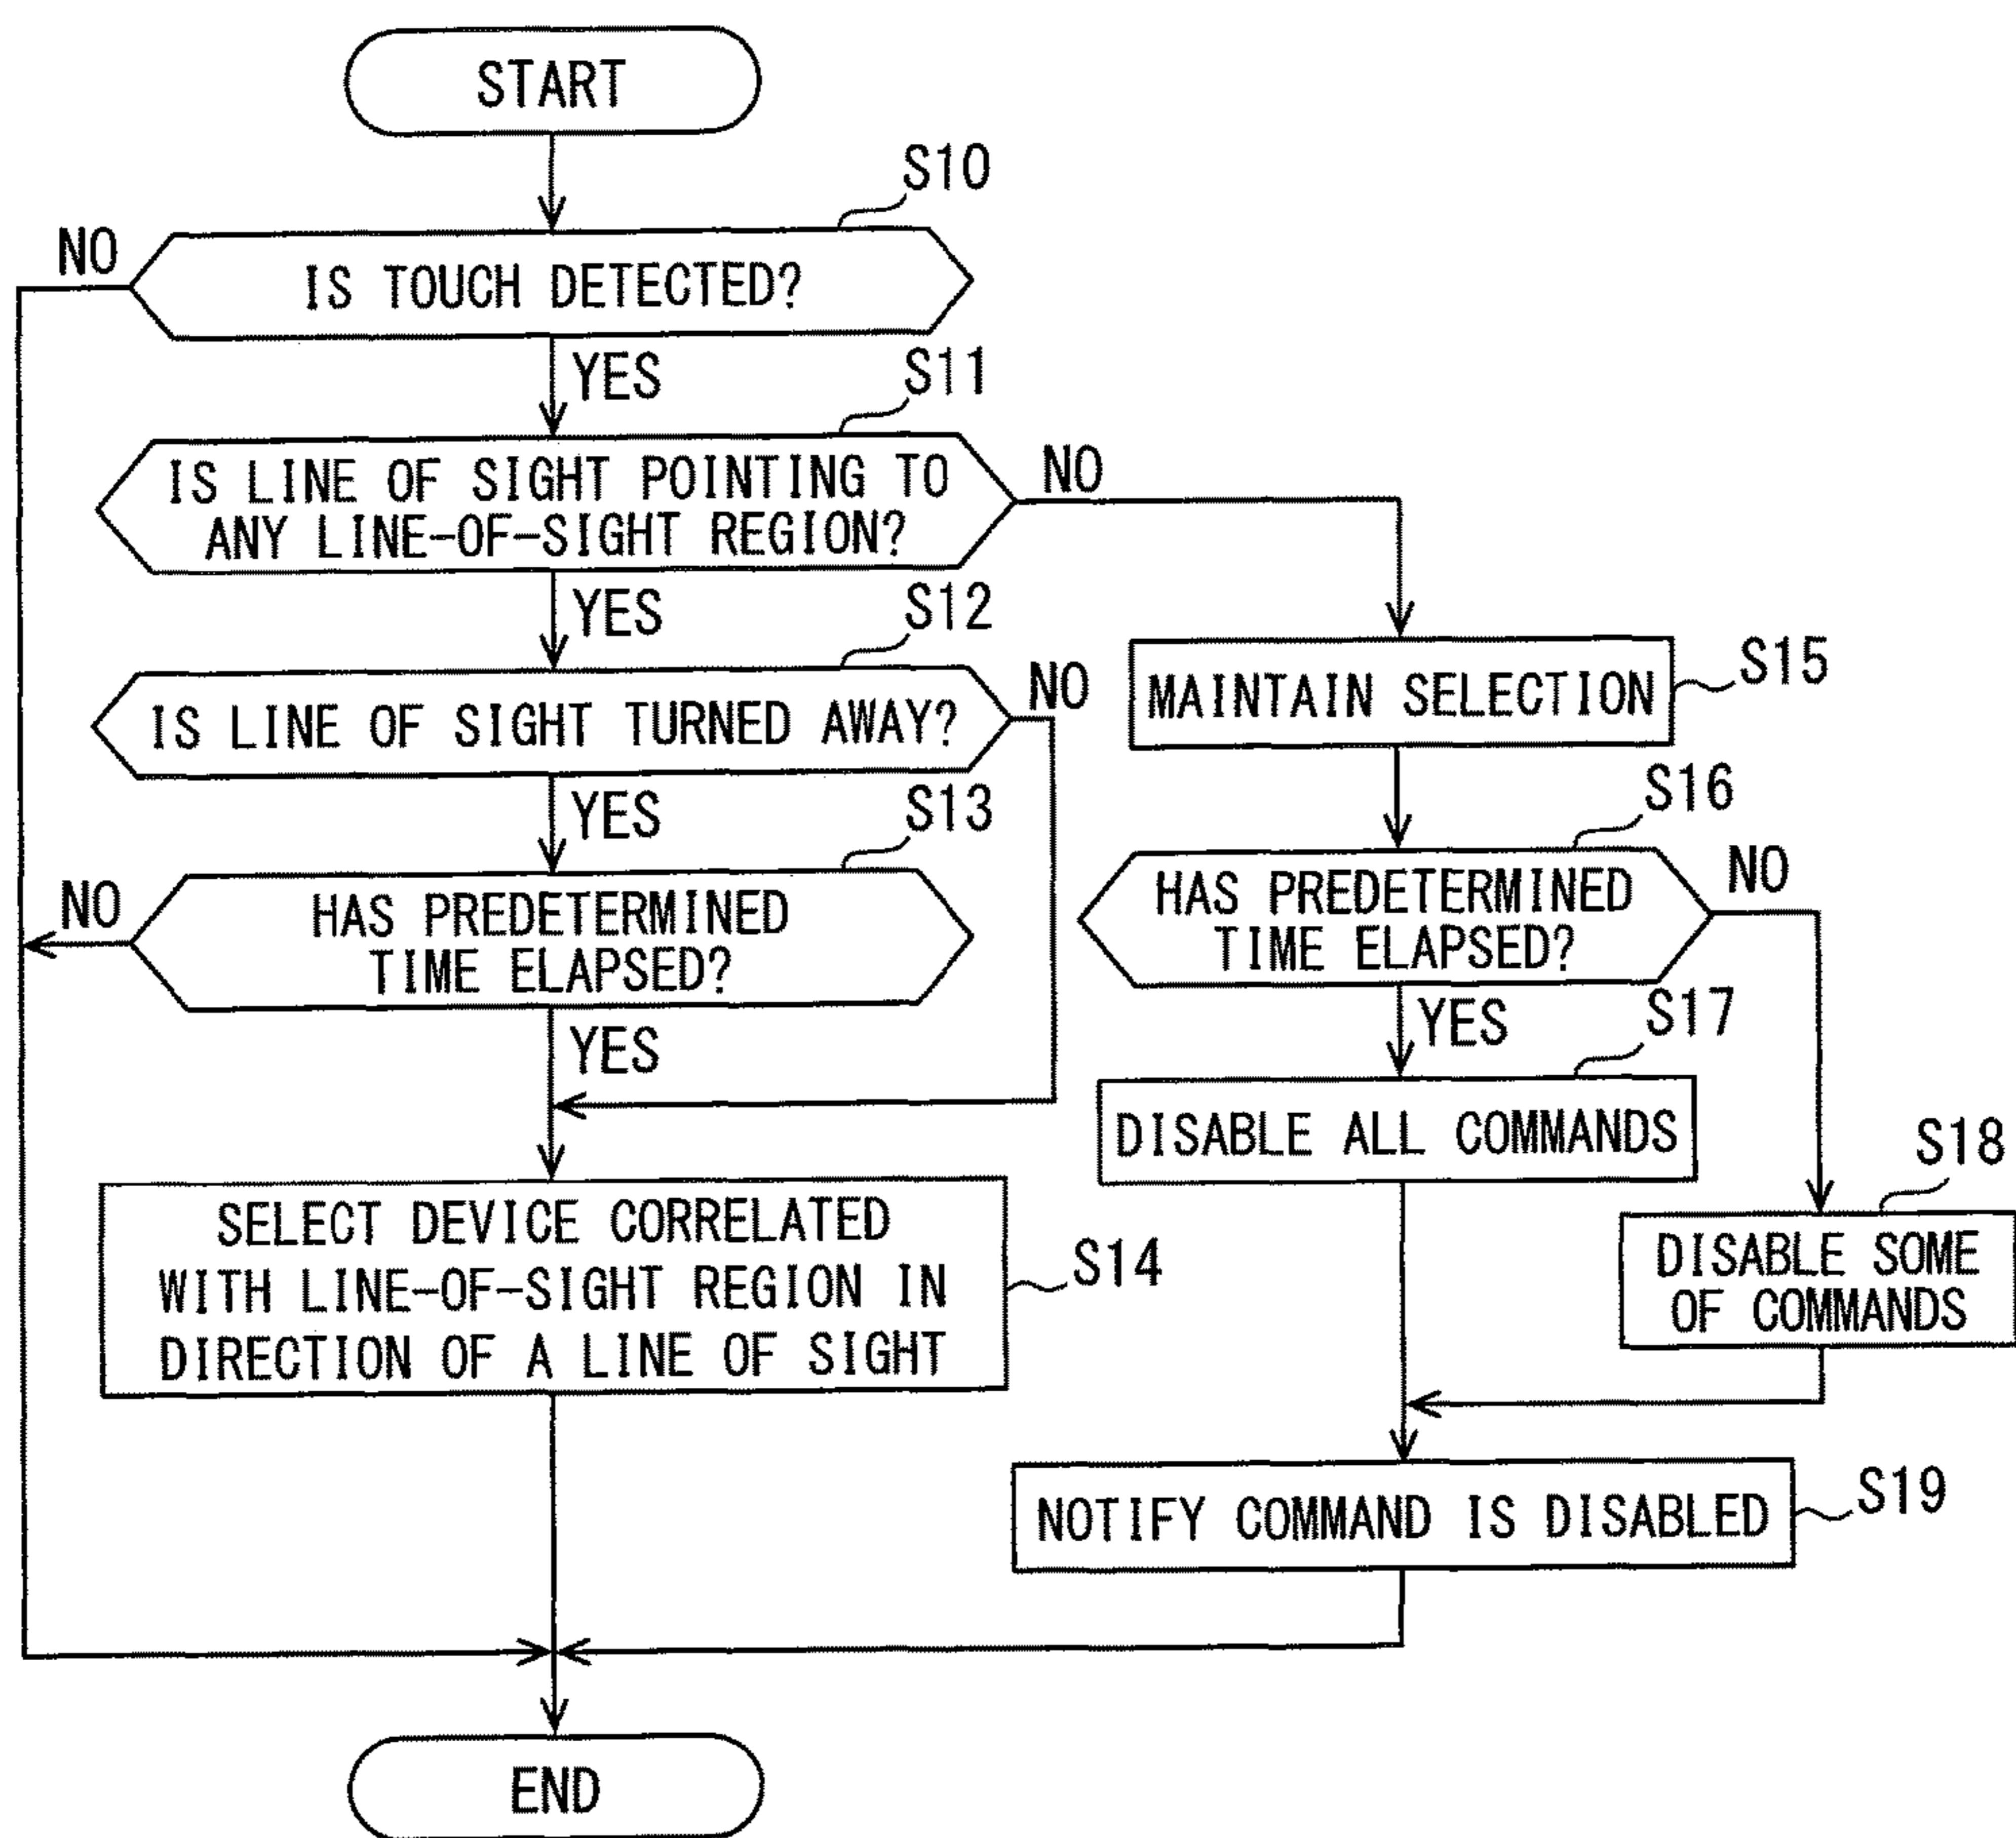 START
S10
NO
IS TOUCH DETECTED?
YES
S11
IS LINE OF SIGHT POINTING TO
ANY LINE-OF-SIGHT REGION?
NO
YES
S12
IS LINE OF SIGHT TURNED AWAY?
NO
MAINTAIN SELECTION
S15
YES
S13
S16
NO
HAS PREDETERMINED
TIME ELAPSED?
HAS PREDETERMINED
TIME ELAPSED?
NO
YES
YES
S17
DISABLE ALL COMMANDS
S18
SELECT DEVICE CORRELATED
WITH LINE-OF-SIGHT REGION IN
DIRECTION OF A LINE OF SIGHT
S14
DISABLE SOME
OF COMMANDS
NOTIFY COMMAND IS DISABLED
S19
END